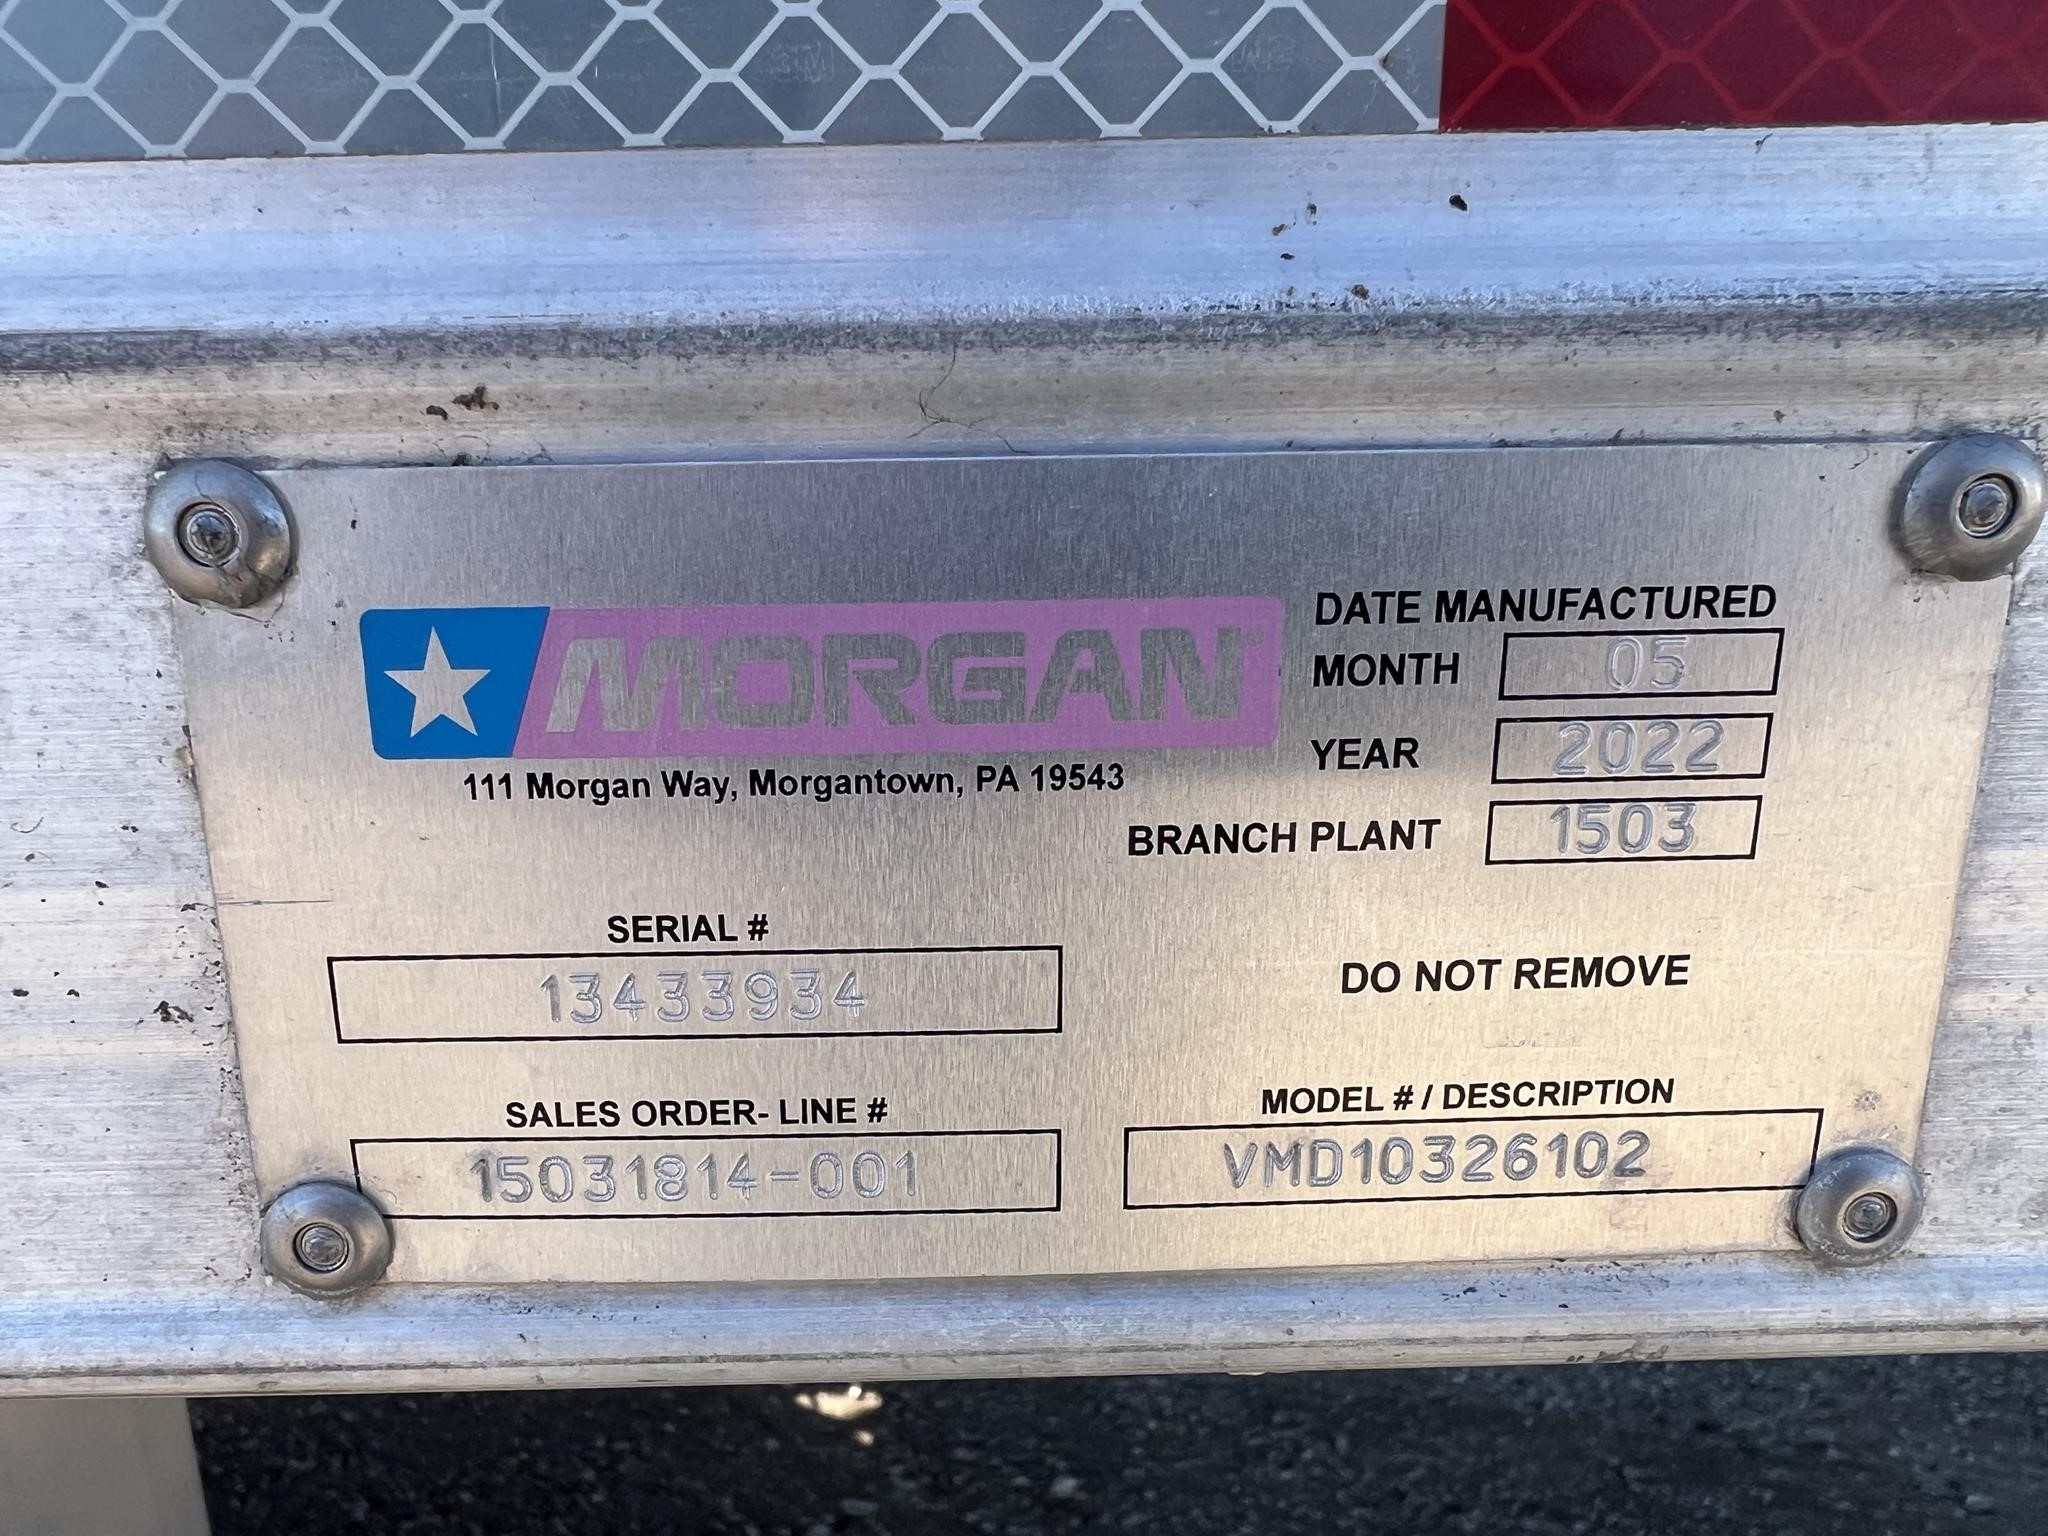 MORGAN®
111 Morgan Way, Morgantown, PA 19543
DATE MANUFACTURED
MONTH 05
YEAR 2022
BRANCH PLANT 1503
SERIAL #
13433934
DO NOT REMOVE
SALES ORDER- LINE #
15031814-001
MODEL # / DESCRIPTION
VMD10326102